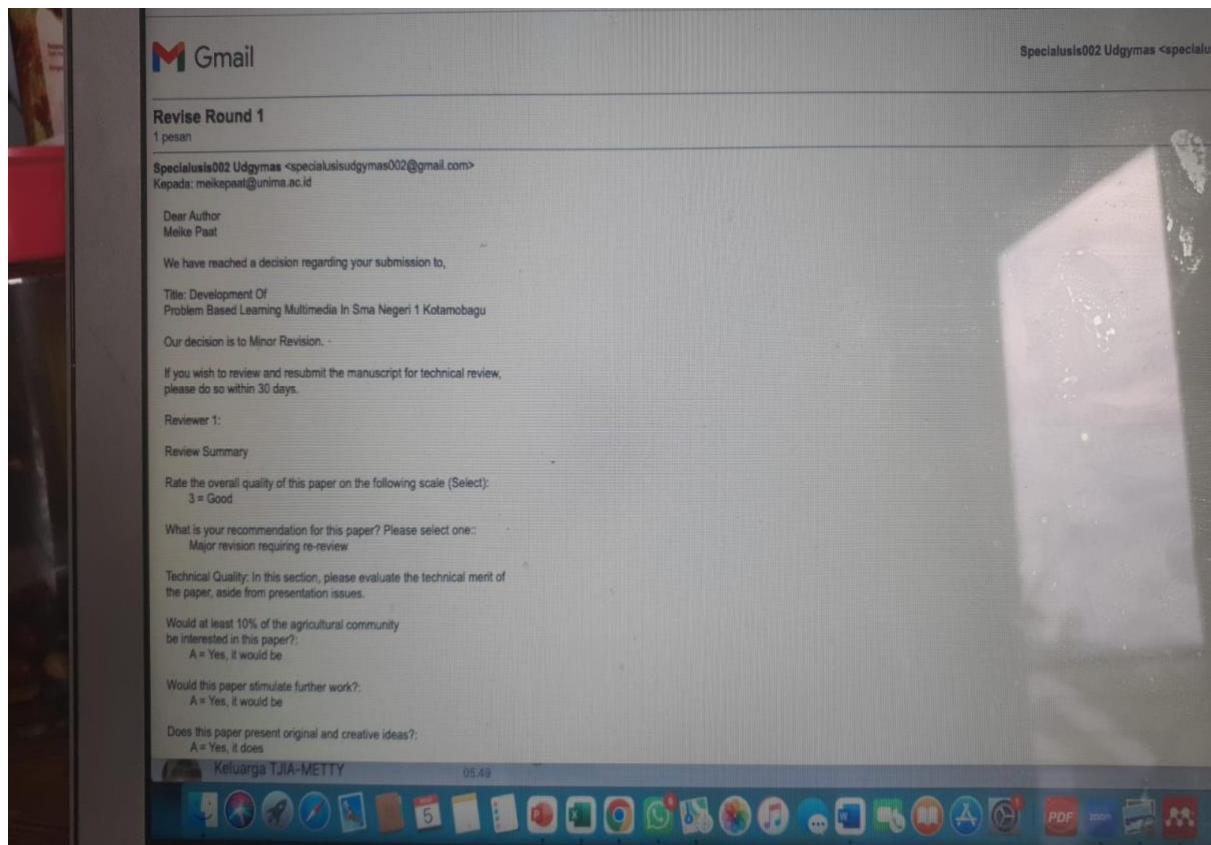 Gmail
Specialusis002 Udgymas <specialu
Revise Round 1
1 pesan
Specialusis002 Udgymas <specialusisudgymas002@gmail.com>
Kepada: meikepaat@unima.ac.id
Dear Author
Meike Paat
We have reached a decision regarding your submission to,
Title: Development Of
Problem Based Learning Multimedia In Sma Negeri 1 Kotamobagu
Our decision is to Minor Revision. -
If you wish to review and resubmit the manuscript for technical review,
please do so within 30 days.
Reviewer 1:
Review Summary
Rate the overall quality of this paper on the following scale (Select):
3 = Good
What is your recommendation for this paper? Please select one::
Major revision requiring re-review
Technical Quality: In this section, please evaluate the technical merit of
the paper, aside from presentation issues.
Would at least 10% of the agricultural community
be interested in this paper?:
A = Yes, it would be
Would this paper stimulate further work?:
A = Yes, it would be
Does this paper present original and creative ideas?:
A = Yes, it does
Keluarga TJIA-METTY
05.49
5
PDF
zoom